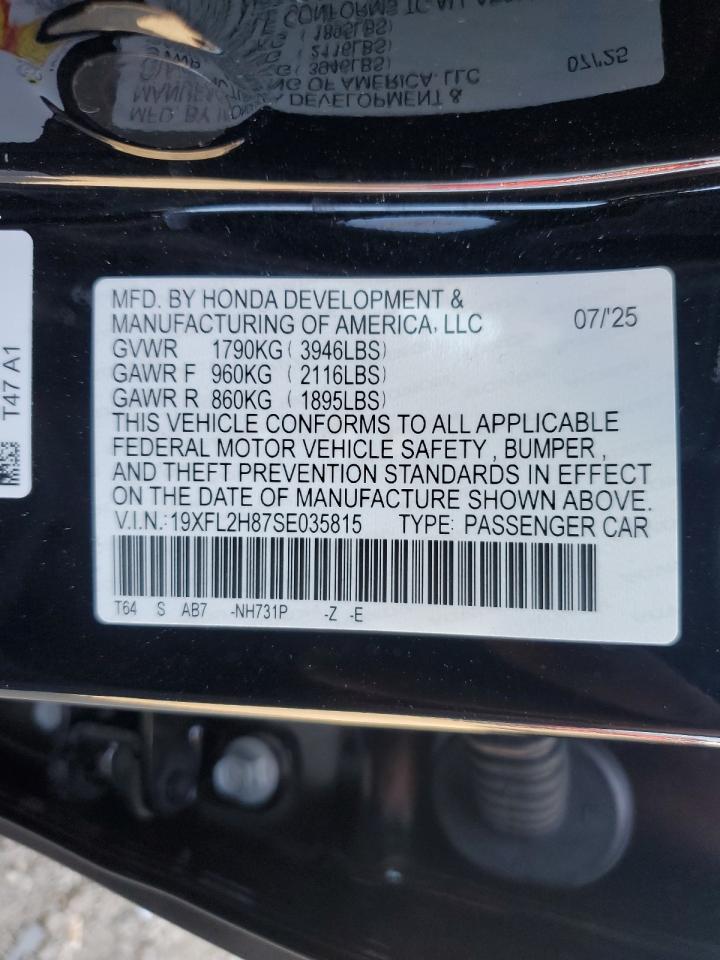 MFD. BY HONDA DEVELOPMENT &
MANUFACTURING OF AMERICA, LLC 07/'25
GVWR 1790KG ( 3946LBS)
GAWR F 960KG ( 2116LBS)
GAWR R 860KG ( 1895LBS)
THIS VEHICLE CONFORMS TO ALL APPLICABLE
FEDERAL MOTOR VEHICLE SAFETY , BUMPER ,
AND THEFT PREVENTION STANDARDS IN EFFECT
ON THE DATE OF MANUFACTURE SHOWN ABOVE.
V.I.N.:19XFL2H87SE035815 TYPE: PASSENGER CAR
T64 S AB7 -NH731P -Z -E
T47 A1